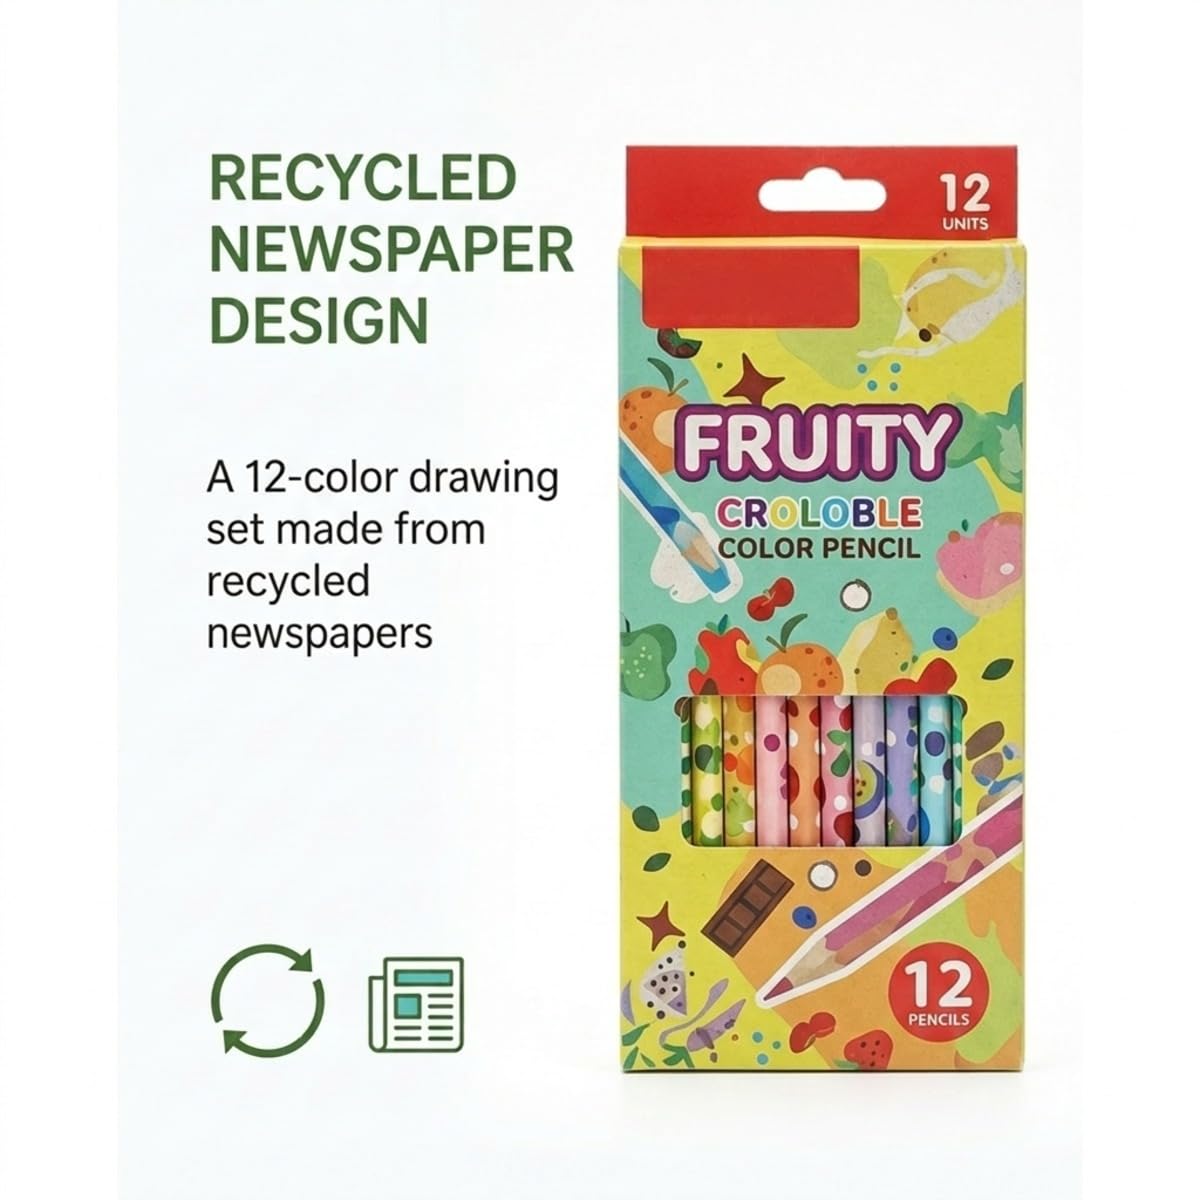 RECYCLED
NEWSPAPER
DESIGN
A 12-color drawing
set made from
recycled
newspapers
12
UNITS
FRUITY
CROLOBLE
COLOR PENCIL
12
PENCILS